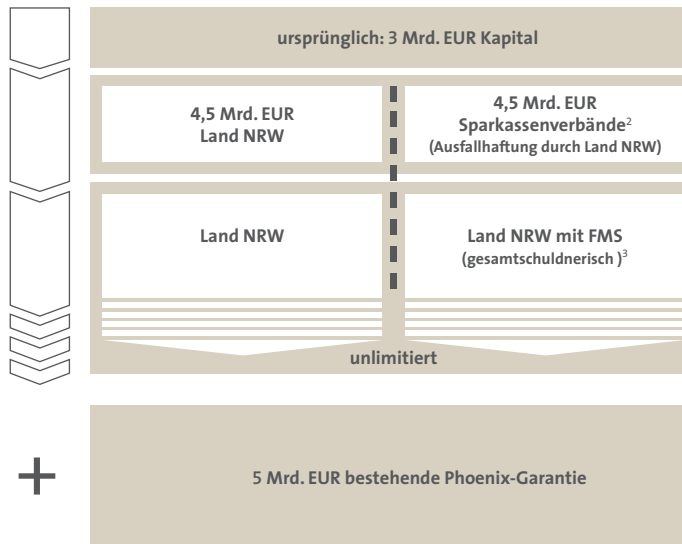 ursprünglich: 3 Mrd. EUR Kapital
4,5 Mrd. EUR
Land NRW
4,5 Mrd. EUR
Sparkassenverbände²
(Ausfallhaftung durch Land NRW)
Land NRW
Land NRW mit FMS
(gesamtschuldnerisch )³
unlimitiert
+
5 Mrd. EUR bestehende Phoenix-Garantie